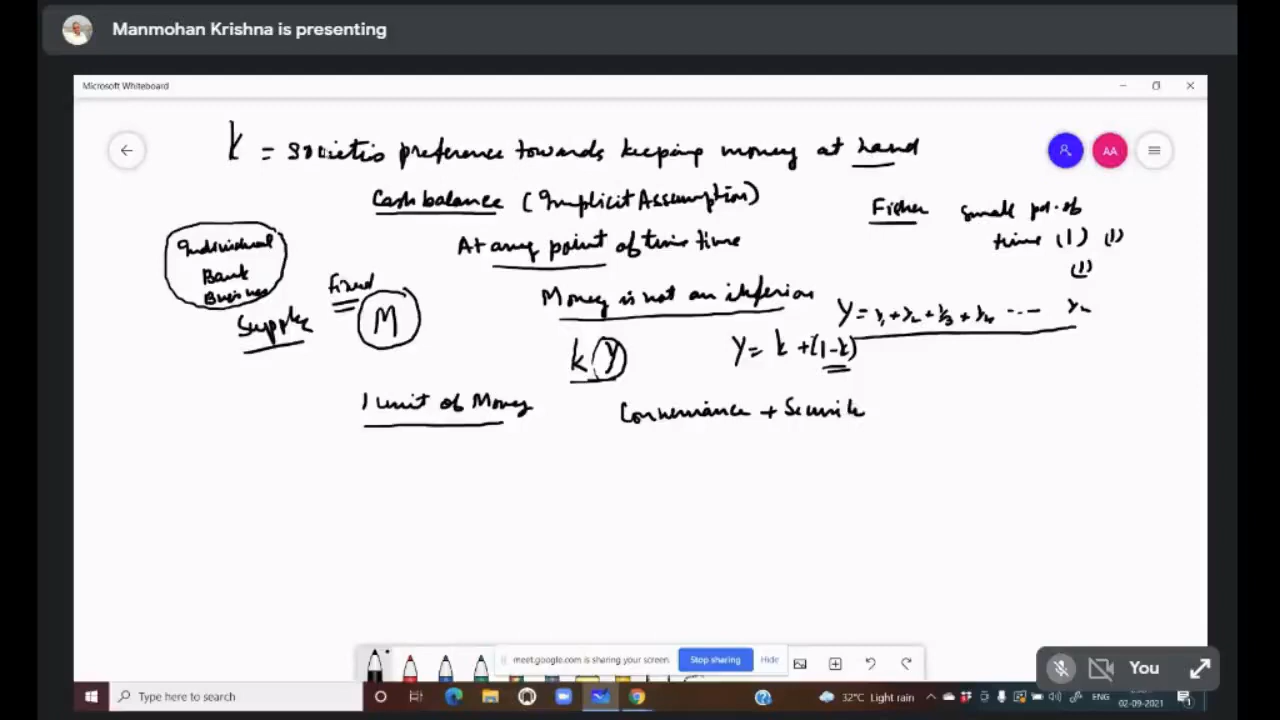 Manmohan Krishna is presenting
Microsoft Whiteboard
k = societis preference towards keeping money at hand
Cash balance (Implicit Assumption)
Fisher small pt. of
time (1) (1)
(1)
At any point of time time
Individual
Bank
Business
Supply
fixed
M
Money is not an inferior
Y = Y1 + Y2 + Y3 + Y4 ... Yn
k Y
Y = k + (1-k)
1 unit of Money
Convenience +
AA
meet.google.com is sharing your screen.
Stop sharing
Hide
You
Type here to search
32°C Light rain
ENG
02-09-2021